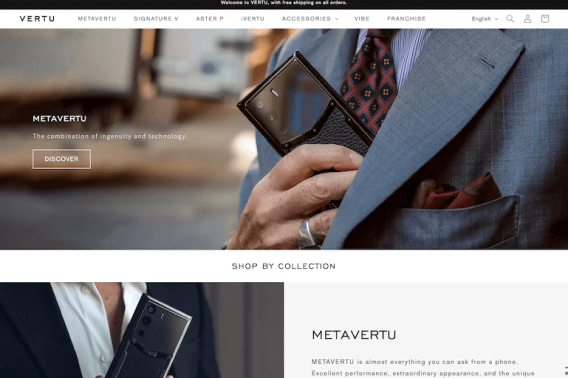 Welcome to VERTU, with free shipping on all orders.
VERTU
METAVERTU
SIGNATURE V
ASTER P
iVERTU
ACCESSORIES
VIBE
FRANCHISE
English
METAVERTU
The combination of ingenuity and technology.
DISCOVER
SHOP BY COLLECTION
METAVERTU
METAVERTU is almost everything you can ask from a phone.
Excellent performance, extraordinary appearance, and the unique